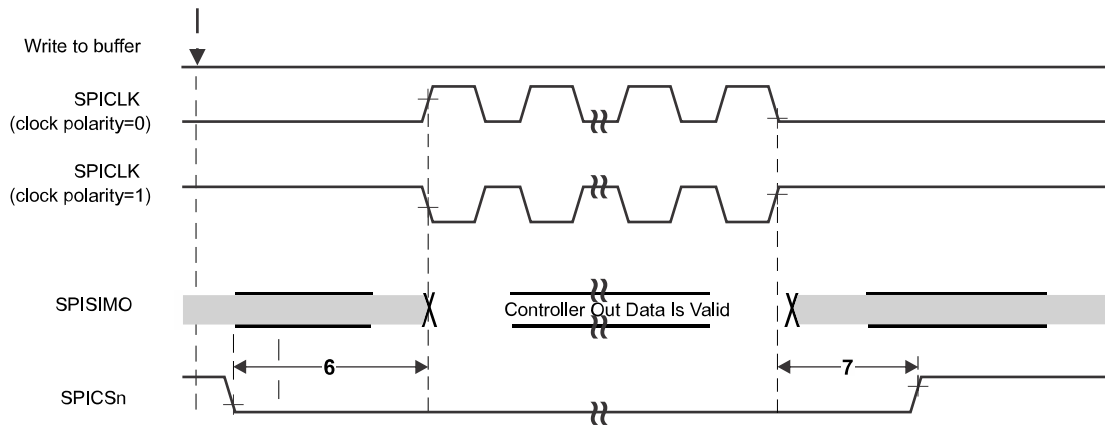 Write to buffer
SPICLK
(clock polarity=0)
SPICLK
(clock polarity=1)
SPISIMO
Controller Out Data Is Valid
6
7
SPICSn